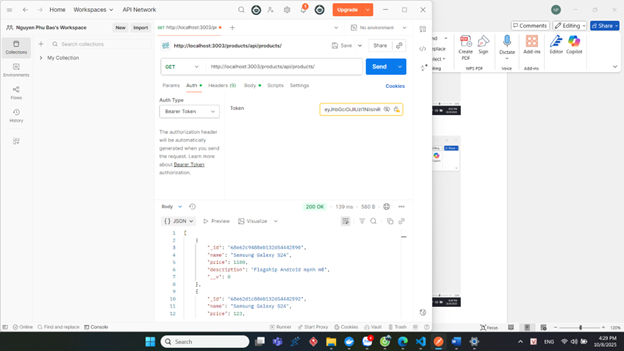 Home Workspaces API Network
Upgrade
Nguyen Phu Bao's Workspace
New Import
GET http://localhost:3003/pr
No environment
Comments Editing Share
Collections
Environments
Flows
History
Search collections
My Collection
http://localhost:3003/products/api/products/
Save Share
GET http://localhost:3003/products/api/products/
Send
Params Auth Headers (9) Body Scripts Settings
Cookies
Auth Type
Bearer Token
Token
The authorization header
will be automatically
generated when you send
the request. Learn more
about Bearer Token
authorization.
Create
PDF
Sign
WPS PDF
Dictate
Voice
Add-ins
Add-ins
Editor
Copilot
Body
200 OK 139 ms 580 B
{} JSON Preview Visualize
1 [
2 {
3
4 "name": "Samsung Galaxy S24",
5 "price": 1100,
6 "description": "Flagship Android mạnh mẽ",
7 "__v": 0
8 },
9 {
10
11 "name": "Samsung Galaxy S24",
12 "price": 123,
Online Find and replace Console
Runner Start Proxy Cookies Vault Trash
Focus
Search
ENG
4:29 PM
10/8/2025